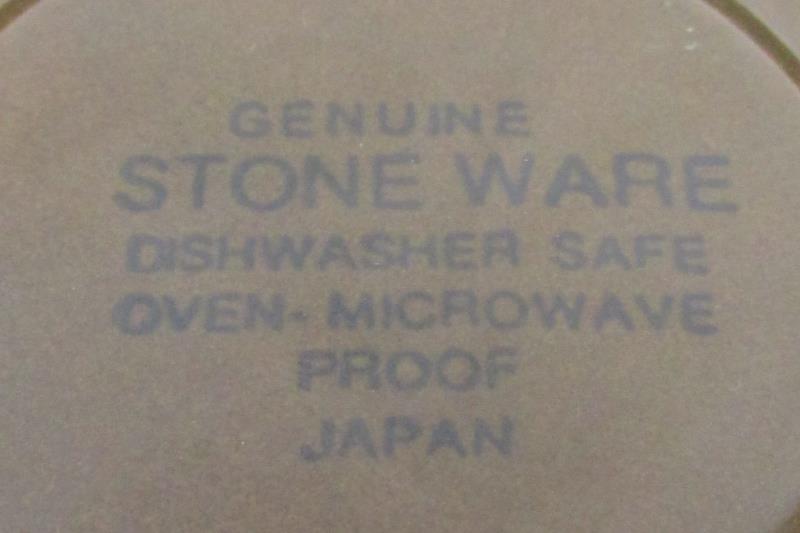 GENUINE
STONE WARE
DISHWASHER SAFE
OVEN-MICROWAVE
PROOF
JAPAN